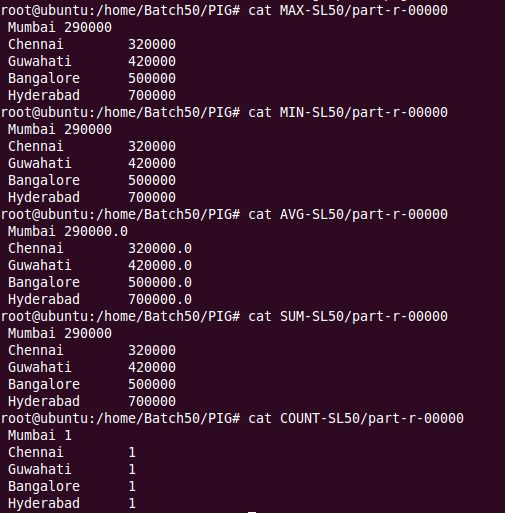 root@ubuntu:/home/Batch50/PIG# cat MAX-SL50/part-r-00000
Mumbai 290000
Chennai 320000
Guwahati 420000
Bangalore 500000
Hyderabad 700000
root@ubuntu:/home/Batch50/PIG# cat MIN-SL50/part-r-00000
Mumbai 290000
Chennai 320000
Guwahati 420000
Bangalore 500000
Hyderabad 700000
root@ubuntu:/home/Batch50/PIG# cat AVG-SL50/part-r-00000
Mumbai 290000.0
Chennai 320000.0
Guwahati 420000.0
Bangalore 500000.0
Hyderabad 700000.0
root@ubuntu:/home/Batch50/PIG# cat SUM-SL50/part-r-00000
Mumbai 290000
Chennai 320000
Guwahati 420000
Bangalore 500000
Hyderabad 700000
root@ubuntu:/home/Batch50/PIG# cat COUNT-SL50/part-r-00000
Mumbai 1
Chennai 1
Guwahati 1
Bangalore 1
Hyderabad 1